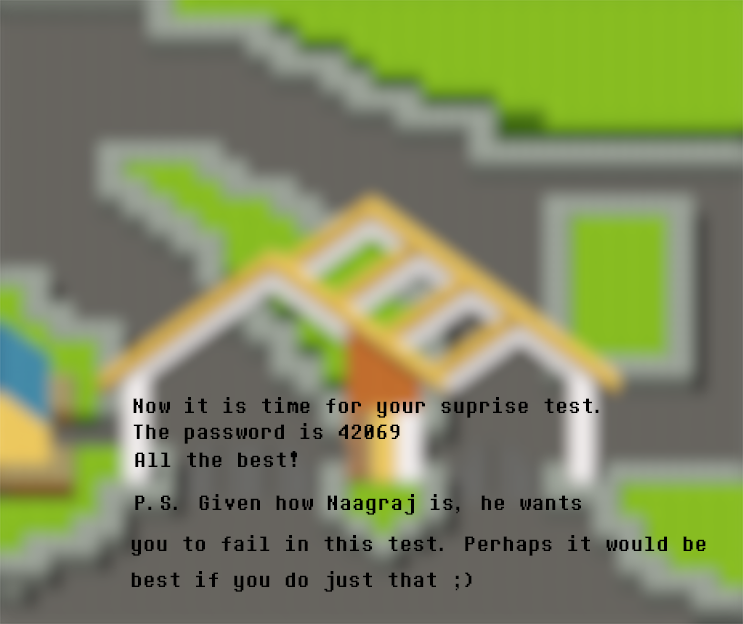 Now it is time for your suprise test.
The password is 42069
All the best!
P.S. Given how Naagraj is, he wants
you to fail in this test. Perhaps it would be
best if you do just that ;)